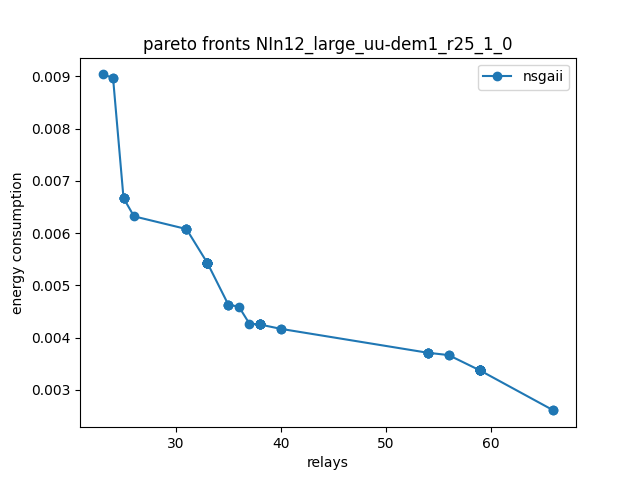 pareto fronts NIn12_large_uu-dem1_r25_1_0
nsgaii
0.009
0.008
0.007
0.006
0.005
0.004
0.003
energy consumption
30 40 50 60
relays